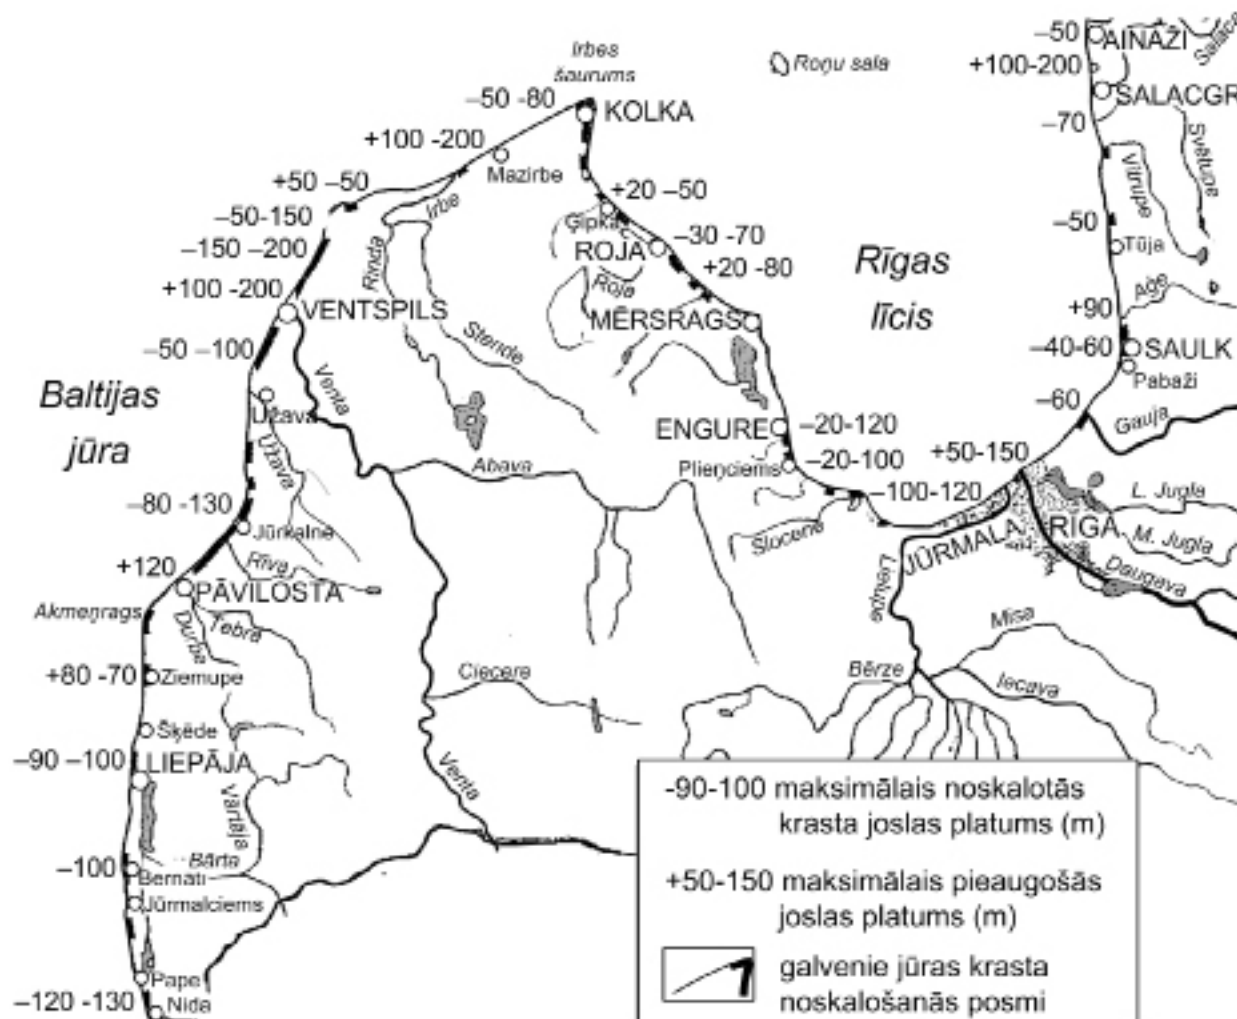 –50
AINAŽI
Salaca
+100-200
SALACGR
–70
Svētupe
Vitrupe
–50
Tūja
Aģe
+90
–40-60
SAULK
Pabaži
–60
Gauja
Irbes
šaurums
Roņu sala
–50 -80
KOLKA
+100 -200
Mazirbe
+50 –50
–50-150
–150 –200
+100 -200
VENTSPILS
–50 –100
Irbe
Rinda
Stende
Venta
+20 –50
Ģipka
ROJA
–30 -70
+20 -80
Roja
MĒRSRAGS
Rīgas
līcis
Baltijas
jūra
Užava
Užava
ENGURE
–20-120
Plieņciems
–20-100
+50-150
–100-120
Abava
Slocene
JŪRMALA
RĪGA
L. Jugla
M. Jugla
Daugava
Lielupe
–80 -130
Jūrkalne
Rīva
+120
PĀVILOSTA
Akmeņrags
Durbe
Tebra
Misa
Bērze
Iecava
Ciecere
+80 -70
Ziemupe
Šķēde
–90 –100
LIEPĀJA
Vārtāja
Venta
Bārta
–100
Bernāti
Jūrmalciems
Pape
–120 -130
Nida
-90-100 maksimālais noskalotās
krasta joslas platums (m)
+50-150 maksimālais pieaugošās
joslas platums (m)
galvenie jūras krasta
noskalošanās posmi